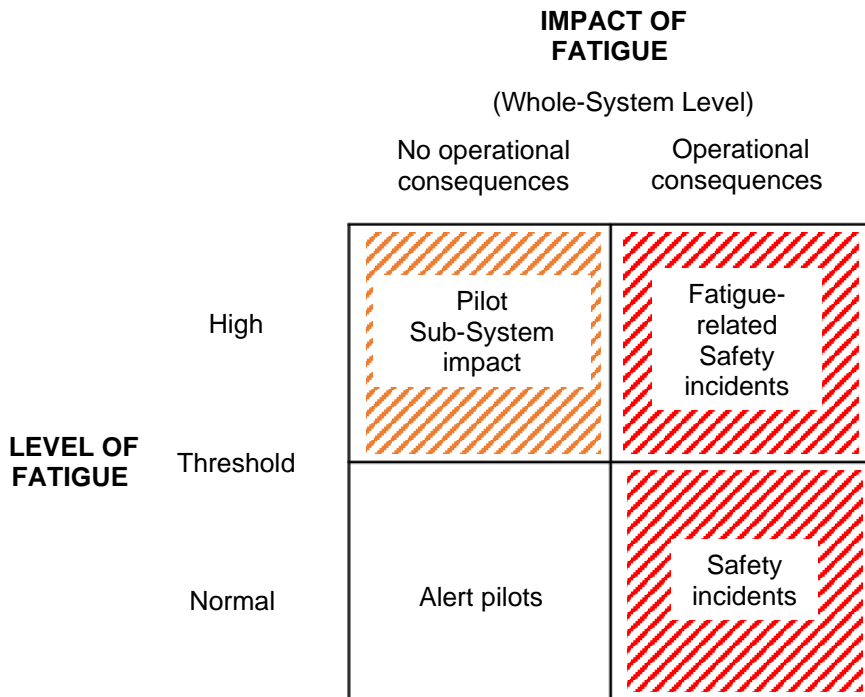 IMPACT OF
FATIGUE
(Whole-System Level)
No operational
consequences
Operational
consequences
High
Pilot
Sub-System
impact
Fatigue-
related
Safety
incidents
LEVEL OF
FATIGUE
Threshold
Normal
Alert pilots
Safety
incidents